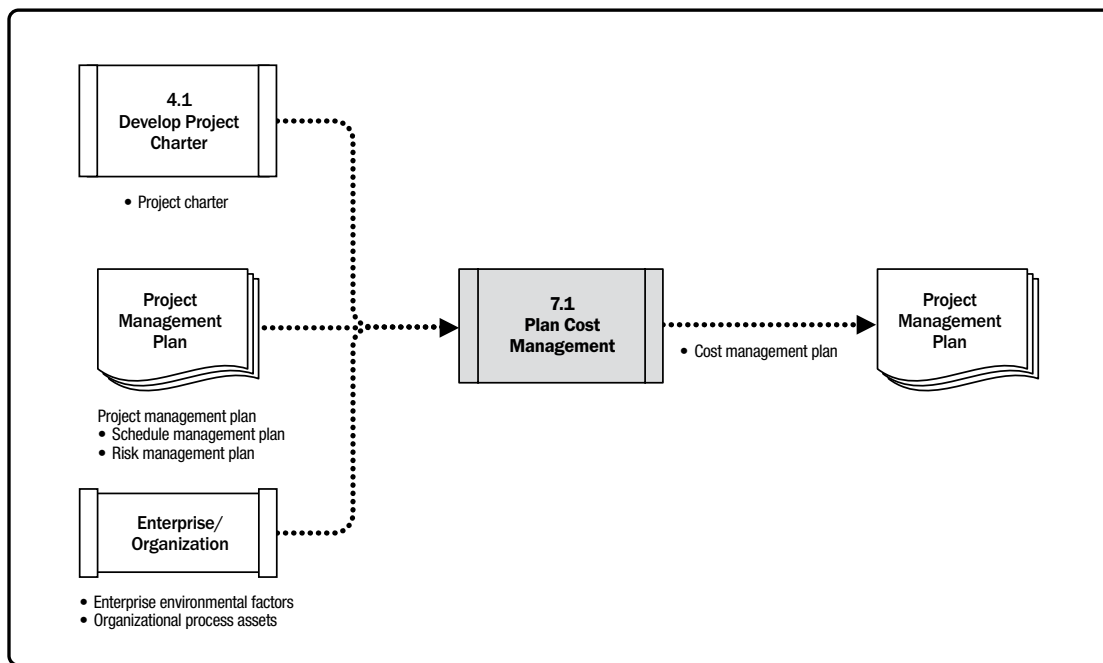 4.1
Develop Project
Charter
• Project charter
Project
Management
Plan
Project management plan
• Schedule management plan
• Risk management plan
Enterprise/
Organization
• Enterprise environmental factors
• Organizational process assets
7.1
Plan Cost
Management
• Cost management plan
Project
Management
Plan